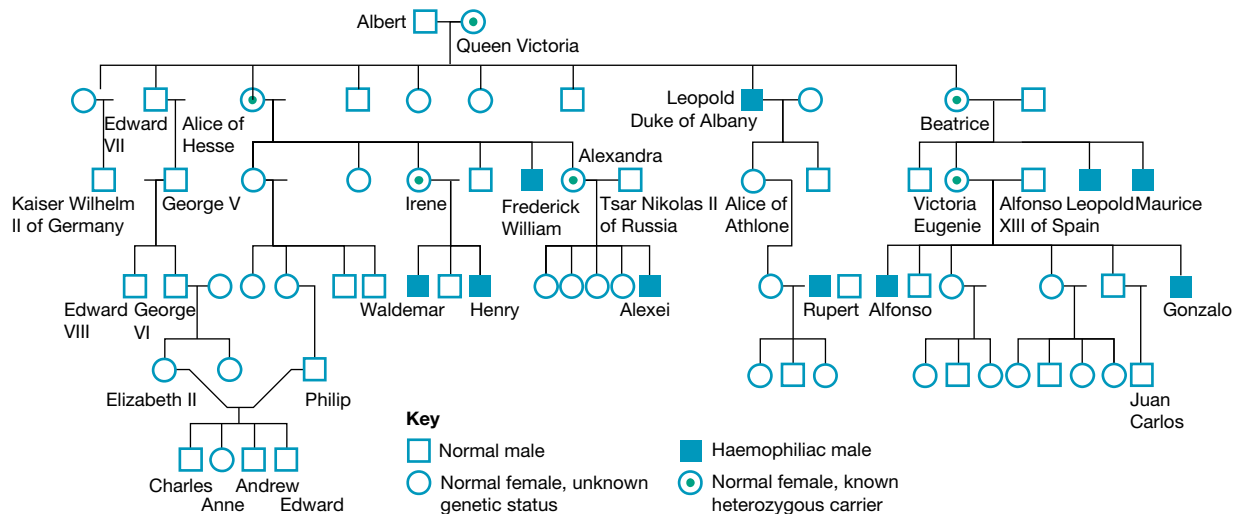 Albert
Queen Victoria
Edward
VII
Alice of
Hesse
Leopold
Duke of Albany
Beatrice
Kaiser Wilhelm
II of Germany
George V
Irene
Frederick
William
Alexandra
Tsar Nikolas II
of Russia
Alice of
Athlone
Victoria
Eugenie
Alfonso
XIII of Spain
Leopold
Maurice
Edward
VIII
George
VI
Waldemar
Henry
Alexei
Rupert
Alfonso
Gonzalo
Elizabeth II
Philip
Juan
Carlos
Charles
Anne
Andrew
Edward
Key
Normal male
Haemophiliac male
Normal female, unknown
genetic status
Normal female, known
heterozygous carrier